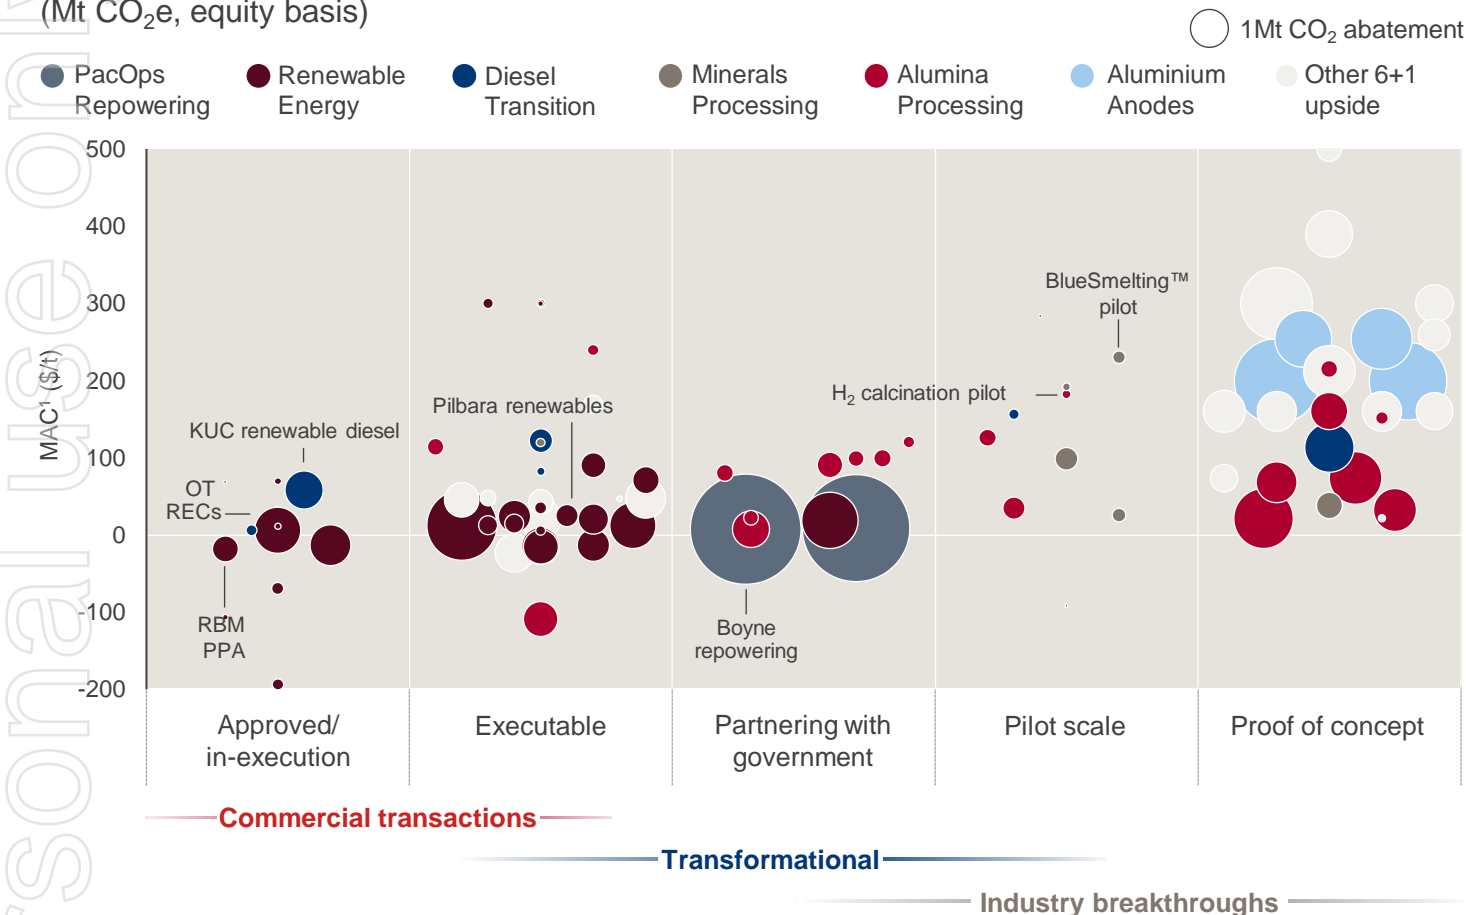 (Mt CO₂e, equity basis)
1Mt CO₂ abatement
PacOps
Repowering
Renewable
Energy
Diesel
Transition
Minerals
Processing
Alumina
Processing
Aluminium
Anodes
Other 6+1
upside
MAC¹ ($/t)
500
400
300
200
100
0
-100
-200
KUC renewable diesel
OT
RECs
RBM
PPA
Pilbara renewables
Boyne
repowering
H₂ calcination pilot
BlueSmelting™
pilot
Approved/
in-execution
Executable
Partnering with
government
Pilot scale
Proof of concept
Commercial transactions
Transformational
Industry breakthroughs
rsonal use only